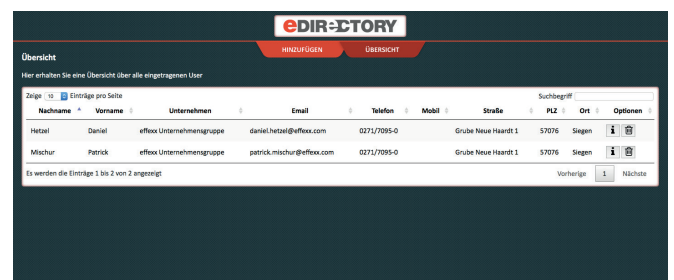 eDIRECTORY
HINZUFÜGEN ÜBERSICHT
Übersicht
Hier erhalten Sie eine Übersicht über alle eingetragenen User
Zeige 10 Einträge pro Seite Suchbegriff
Nachname Vorname Unternehmen Email Telefon Mobil Straße PLZ Ort Optionen
Hetzel Daniel effexx Unternehmensgruppe daniel.hetzel@effexx.com 0271/7095-0 Grube Neue Haardt 1 57076 Siegen i
Mischur Patrick effexx Unternehmensgruppe patrick.mischur@effexx.com 0271/7095-0 Grube Neue Haardt 1 57076 Siegen i
Es werden die Einträge 1 bis 2 von 2 angezeigt Vorherige 1 Nächste